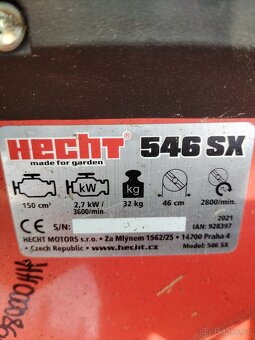 HECHT® 546 SX
made for garden
kW
kg
150 cm³
2,7 kW /
3600/min.
32 kg
46 cm
2800/min.
2021
CE S/N:
IAN: 928397
HECHT MOTORS s.r.o. • Za Mlýnem 1562/25 • 14700 Praha 4
• Czech Republic • www.hecht.cz
Model: 546 SX